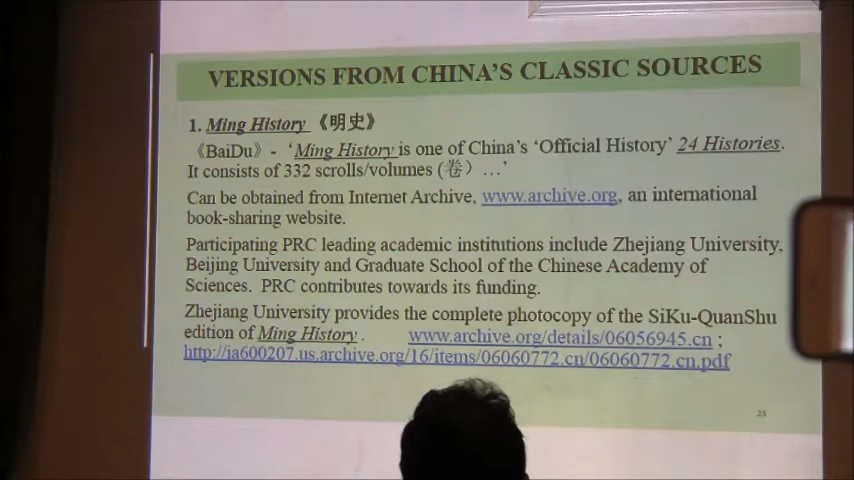 VERSIONS FROM CHINA'S CLASSIC SOURCES
1. Ming History 《明史》
《BaiDu》 - 'Ming History is one of China's 'Official History' 24 Histories.
It consists of 332 scrolls/volumes (卷) …'
Can be obtained from Internet Archive, www.archive.org, an international
book-sharing website.
Participating PRC leading academic institutions include Zhejiang University,
Beijing University and Graduate School of the Chinese Academy of
Sciences. PRC contributes towards its funding.
Zhejiang University provides the complete photocopy of the SiKu-QuanShu
edition of Ming History. www.archive.org/details/06056945.cn ;
http://ia600207.us.archive.org/16/items/06060772.cn/06060772.cn.pdf
23